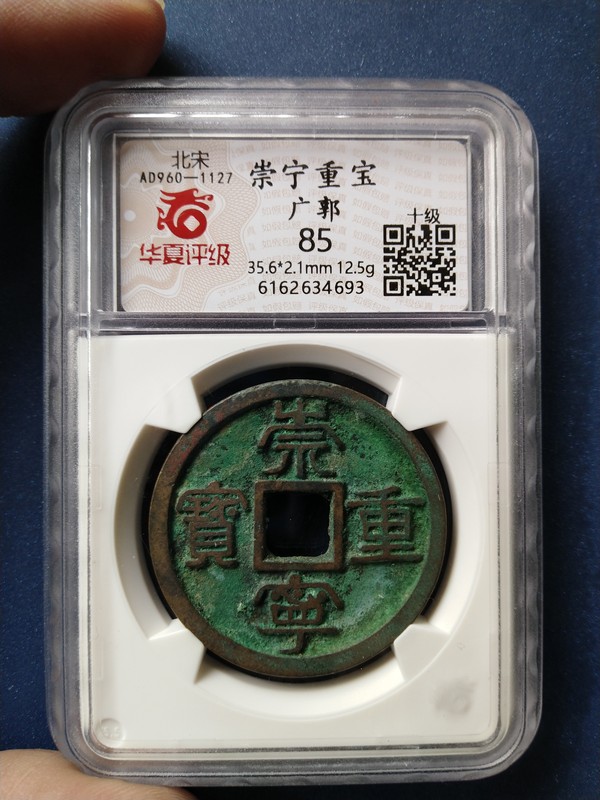 北宋
AD960—1127
华夏评级
崇宁重宝
广郭
85
35.6*2.1mm 12.5g
6162634693
十级
崇
寧
重
寶